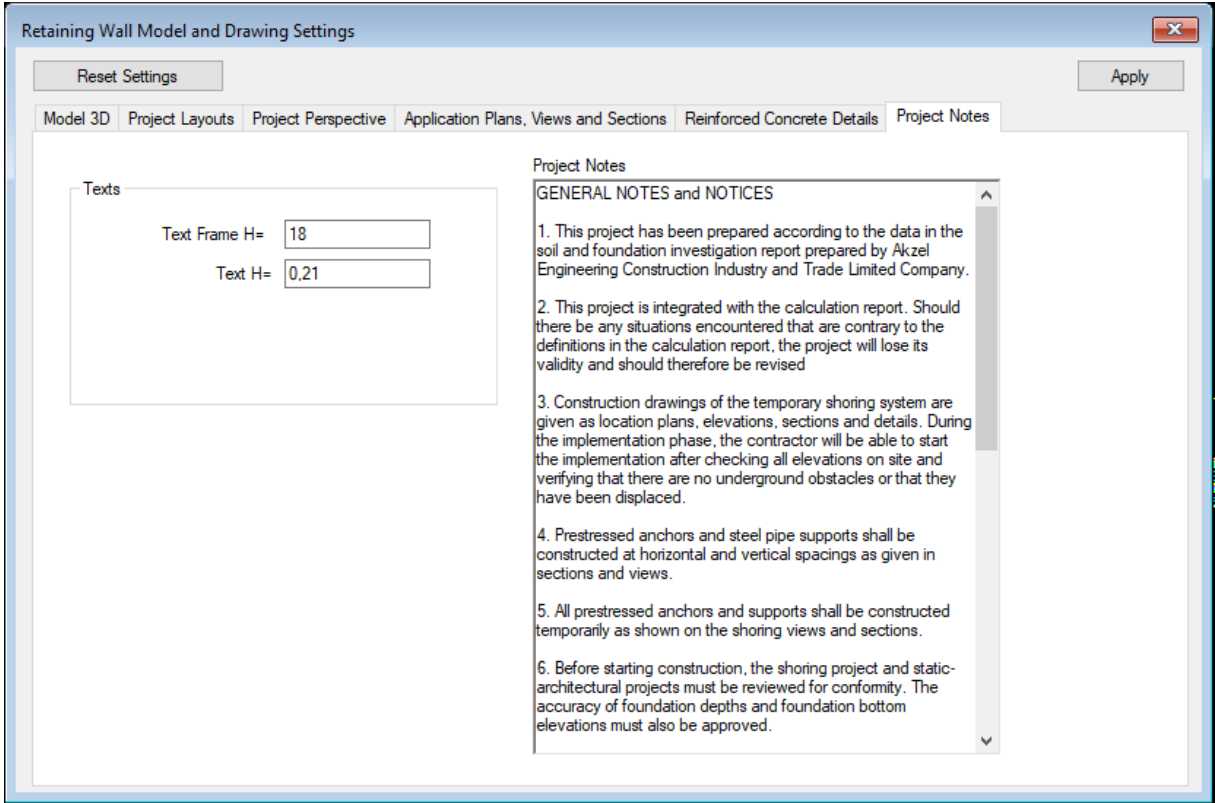 Retaining Wall Model and Drawing Settings
Reset Settings
Apply
Model 3D
Project Layouts
Project Perspective
Application Plans, Views and Sections
Reinforced Concrete Details
Project Notes
Texts
Text Frame H=
18
Text H=
0,21
Project Notes
GENERAL NOTES and NOTICES
1. This project has been prepared according to the data in the
soil and foundation investigation report prepared by Akzel
Engineering Construction Industry and Trade Limited Company.
2. This project is integrated with the calculation report. Should
there be any situations encountered that are contrary to the
definitions in the calculation report, the project will lose its
validity and should therefore be revised
3. Construction drawings of the temporary shoring system are
given as location plans, elevations, sections and details. During
the implementation phase, the contractor will be able to start
the implementation after checking all elevations on site and
verifying that there are no underground obstacles or that they
have been displaced.
4. Prestressed anchors and steel pipe supports shall be
constructed at horizontal and vertical spacings as given in
sections and views.
5. All prestressed anchors and supports shall be constructed
temporarily as shown on the shoring views and sections.
6. Before starting construction, the shoring project and static-
architectural projects must be reviewed for conformity. The
accuracy of foundation depths and foundation bottom
elevations must also be approved.